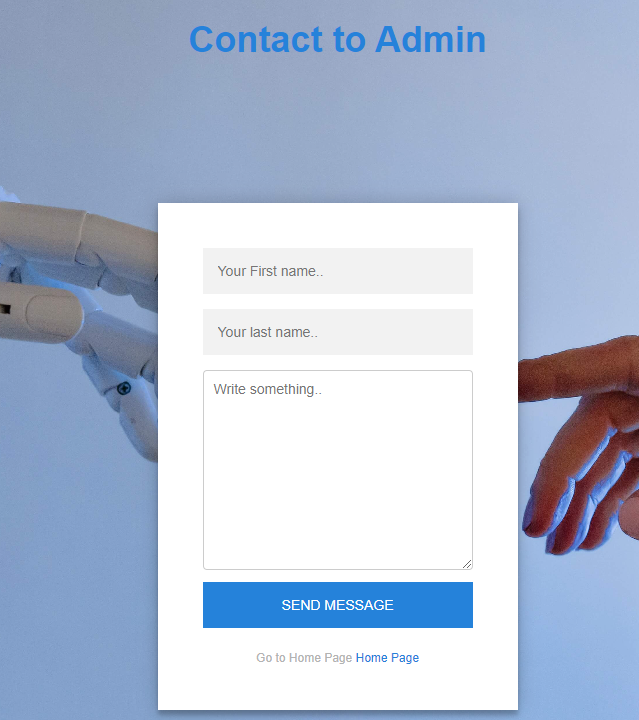 Contact to Admin
Your First name..
Your last name..
Write something..
SEND MESSAGE
Go to Home Page Home Page